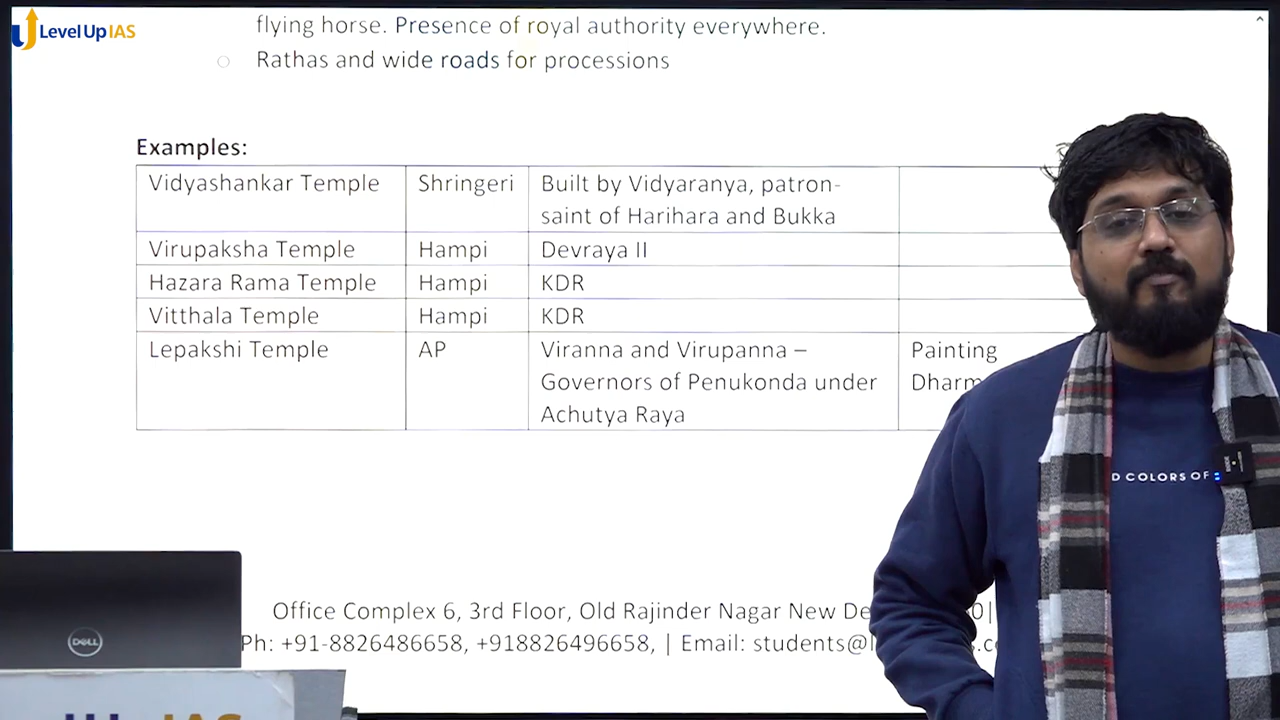 Level Up IAS
flying horse. Presence of royal authority everywhere.
Rathas and wide roads for processions
Examples:
Vidyashankar Temple Shringeri Built by Vidyaranya, patron-
saint of Harihara and Bukka
Virupaksha Temple Hampi Devraya II
Hazara Rama Temple Hampi KDR
Vitthala Temple Hampi KDR
Lepakshi Temple AP Viranna and Virupanna – Painting
Governors of Penukonda under
Achutya Raya
D COLORS OF
Office Complex 6, 3rd Floor, Old Rajinder Nagar New
Ph: +91-8826486658, +918826496658, | Email:
DELL
IAS